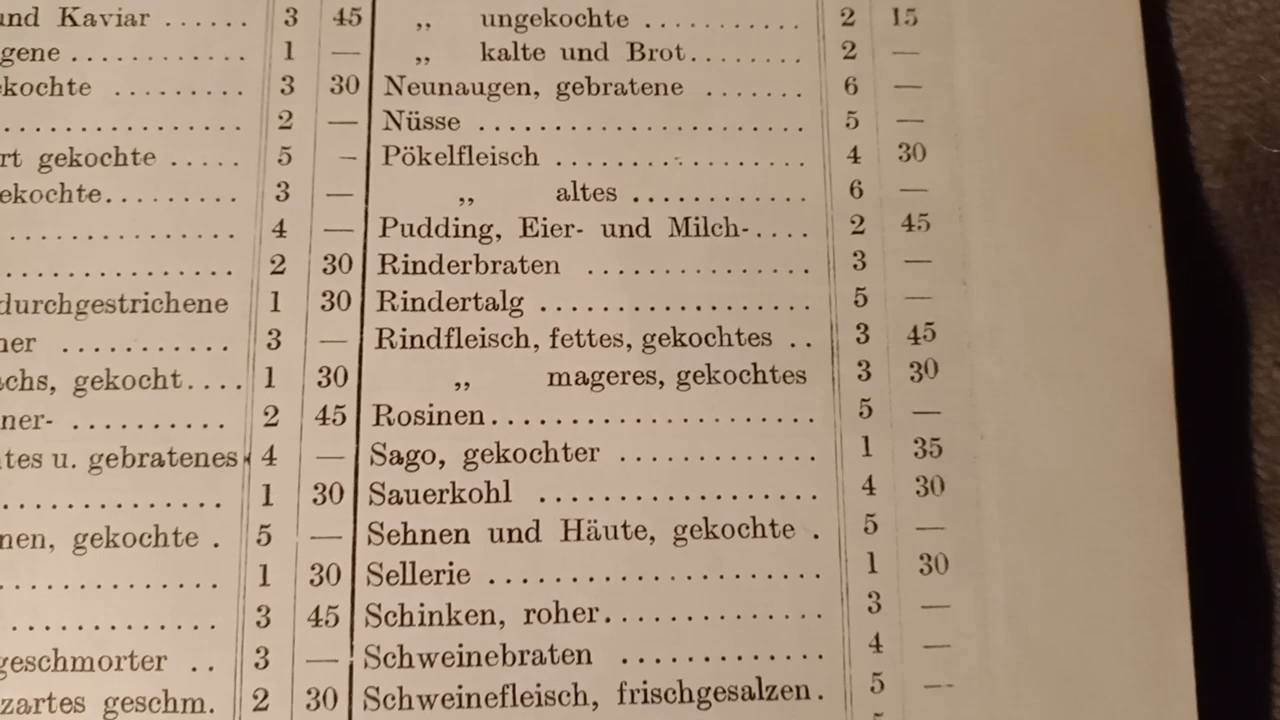 und Kaviar ...... 3 45
gene ............ 1 —
kochte ......... 3 30
................ 2 —
rt gekochte ..... 5 –
ekochte......... 3 —
............... 4 —
............... 2 30
durchgestrichene 1 30
ner ........... 3 —
chs, gekocht.... 1 30
ner- .......... 2 45
tes u. gebratenes 4 —
.............. 1 30
nen, gekochte . 5 —
.............. 1 30
............. 3 45
geschmorter .. 3 —
zartes geschm. 2 30
„ ungekochte .......... 2 15
„ kalte und Brot........ 2 —
Neunaugen, gebratene ....... 6 —
Nüsse ..................... 5 —
Pökelfleisch ................ 4 30
„ altes ........... 6 —
Pudding, Eier- und Milch-.... 2 45
Rinderbraten .............. 3 —
Rindertalg ................. 5 —
Rindfleisch, fettes, gekochtes .. 3 45
„ mageres, gekochtes 3 30
Rosinen.................... 5 —
Sago, gekochter ............ 1 35
Sauerkohl ................. 4 30
Sehnen und Häute, gekochte . 5 —
Sellerie ..................... 1 30
Schinken, roher............. 3 —
Schweinebraten ............ 4 —
Schweinefleisch, frischgesalzen. 5 —